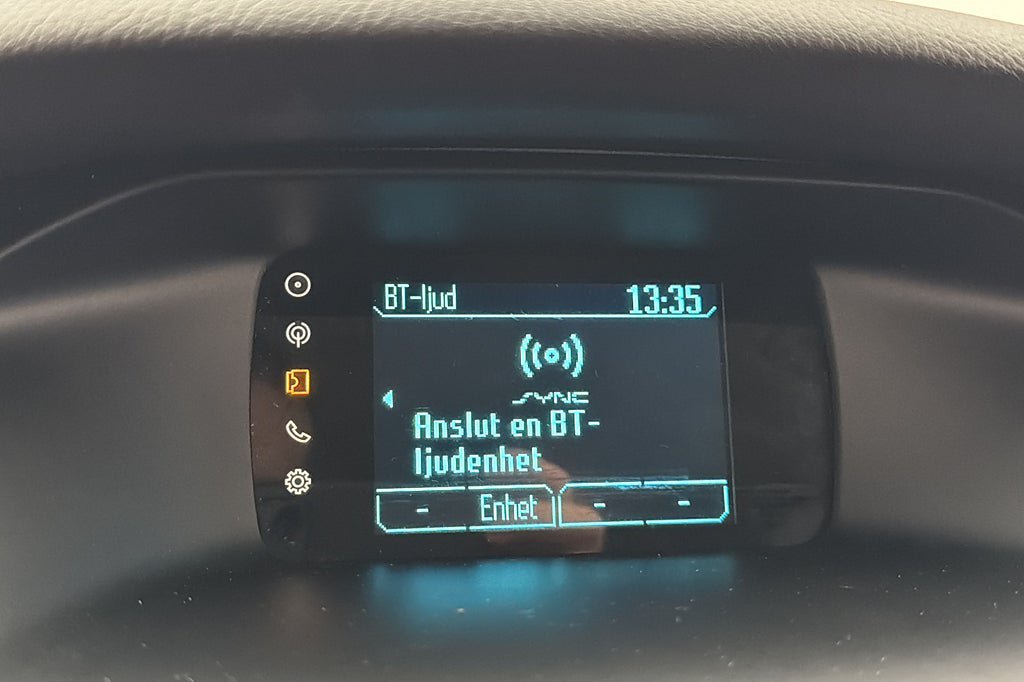 BT-ljud 13:35
SYNC
Anslut en BT-
ljudenhet
- Enhet - -